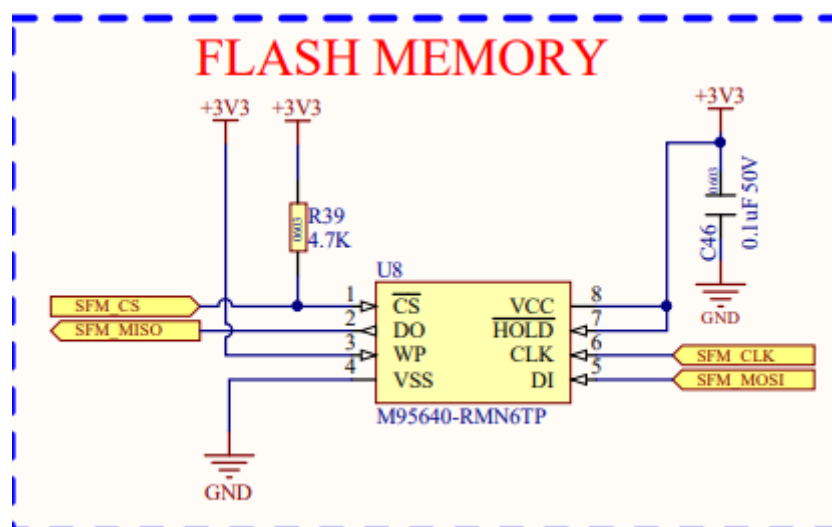 FLASH MEMORY
+3V3
+3V3
+3V3
0603
R39
4.7K
0603
C46
0.1uF 50V
GND
U8
SFM_CS
1
CS
VCC
8
SFM_MISO
2
DO
HOLD
7
3
WP
CLK
6
SFM_CLK
4
VSS
DI
5
SFM_MOSI
M95640-RMN6TP
GND